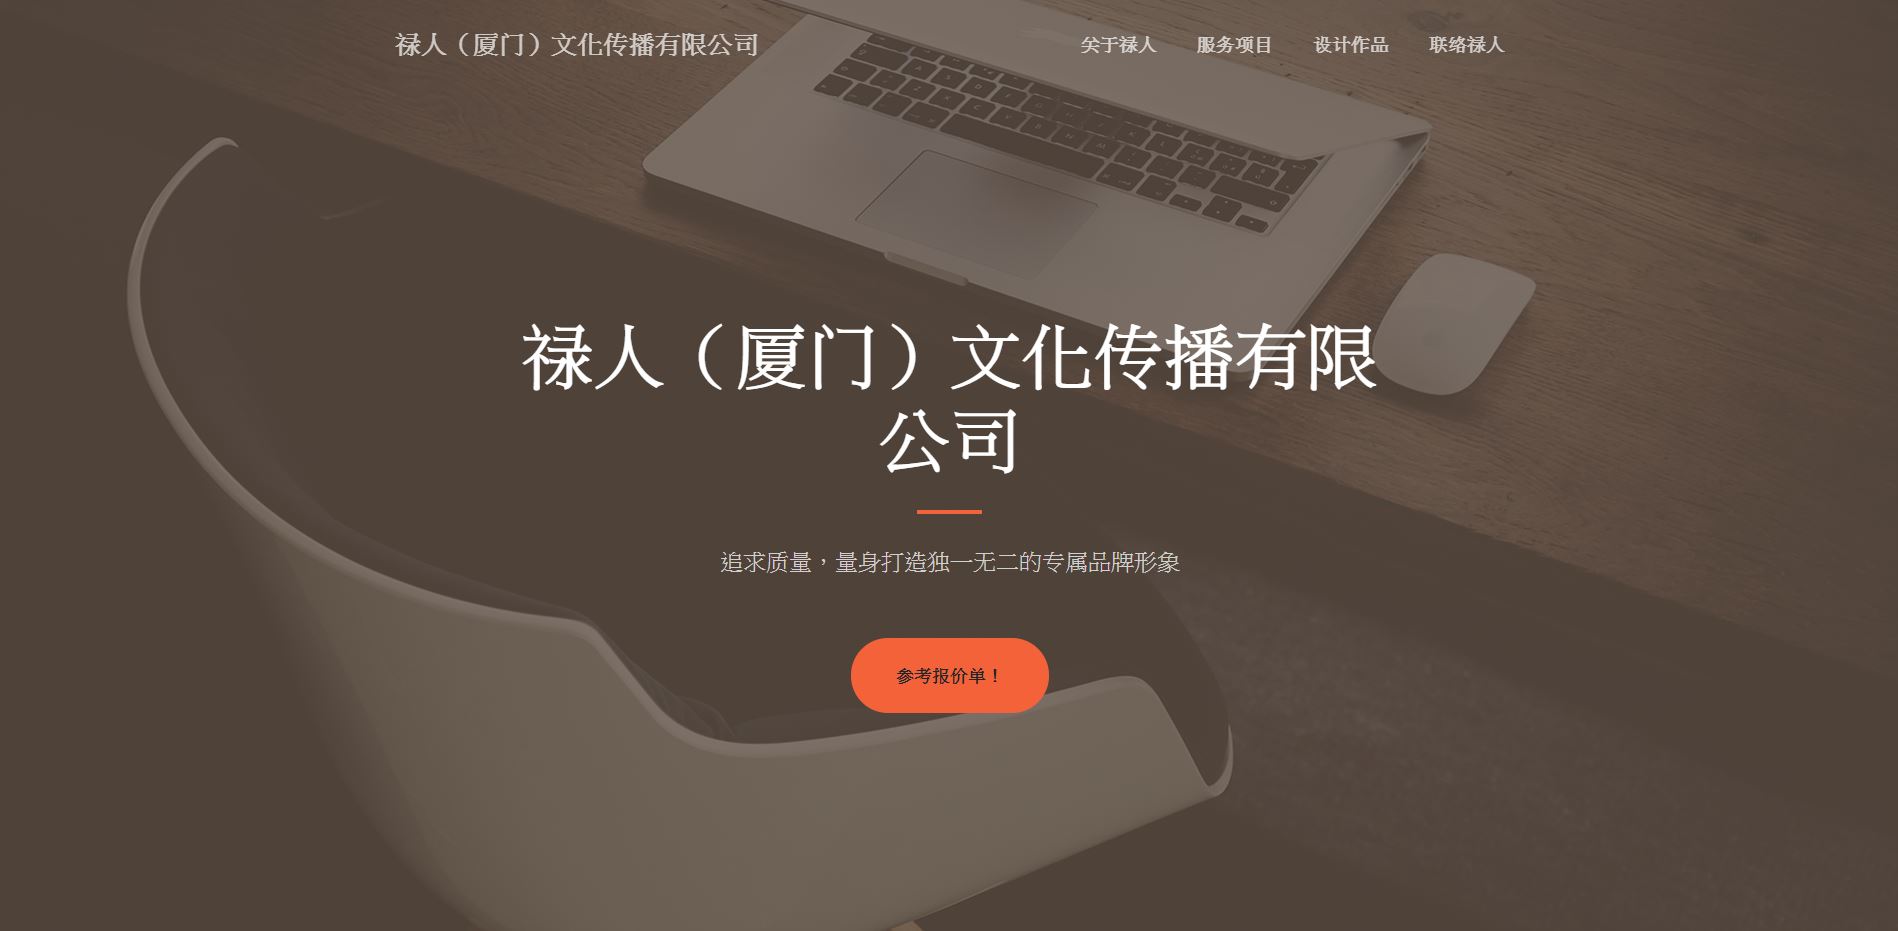 禄人（厦门）文化传播有限公司
关于禄人
服务项目
设计作品
联络禄人
禄人（厦门）文化传播有限
公司
追求质量，量身打造独一无二的专属品牌形象
参考报价单！